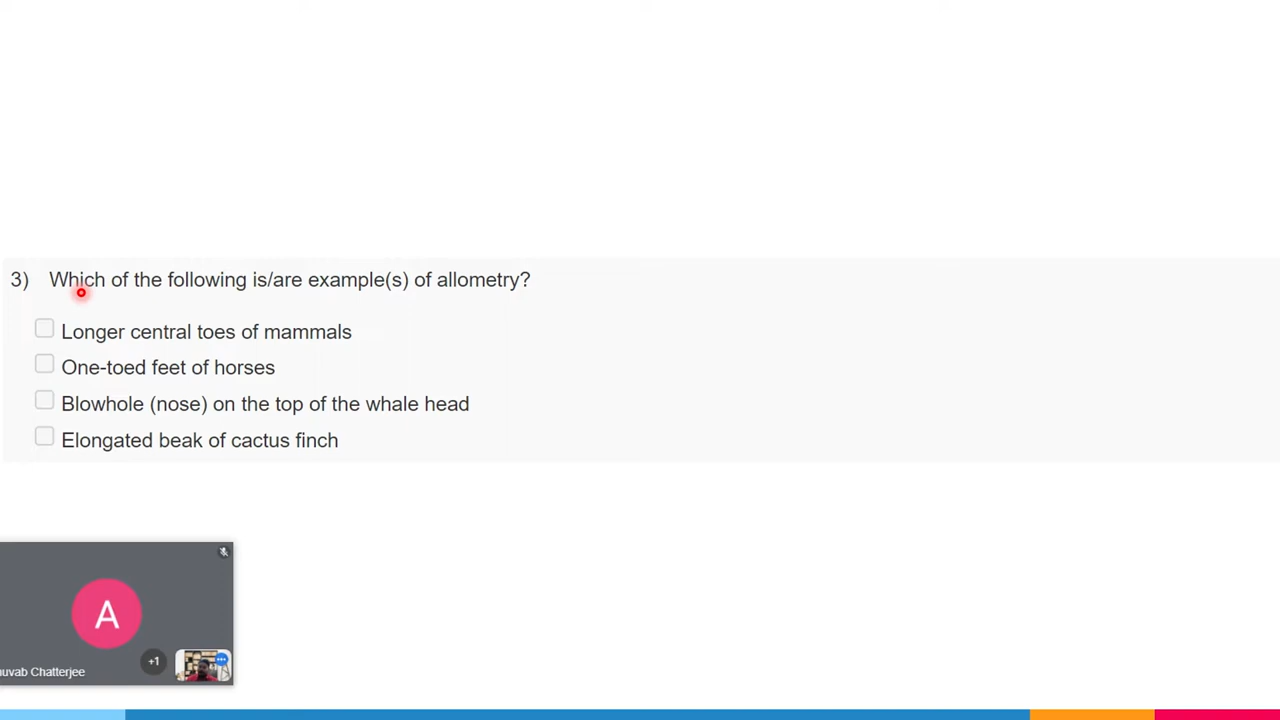 3) Which of the following is/are example(s) of allometry?
Longer central toes of mammals
One-toed feet of horses
Blowhole (nose) on the top of the whale head
Elongated beak of cactus finch
A
+1
Chatterjee